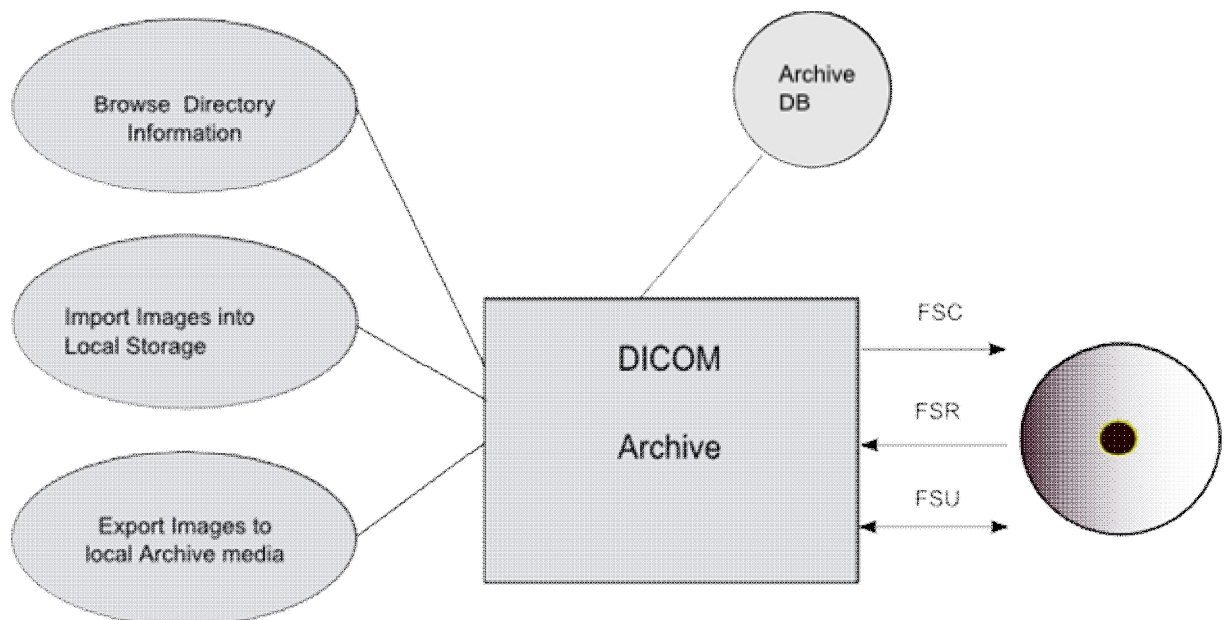 Browse Directory
Information
Archive
DB
Import Images into
Local Storage
Export Images to
local Archive media
DICOM
Archive
FSC
FSR
FSU